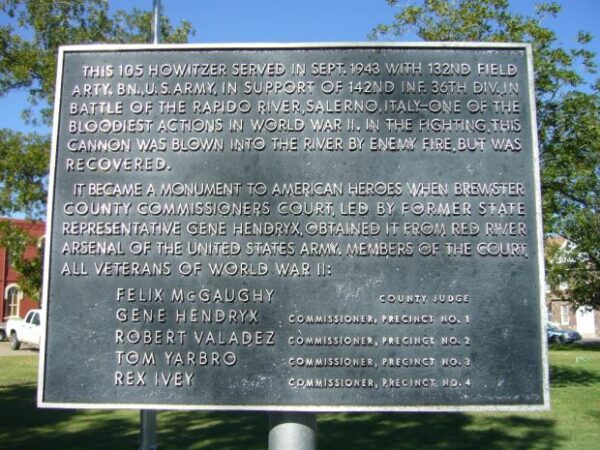 THIS 105 HOWITZER SERVED IN SEPT. 1943 WITH 132ND FIELD
ARTY. BN., U.S. ARMY, IN SUPPORT OF 142ND INF. 36TH DIV., IN
BATTLE OF THE RAPIDO RIVER, SALERNO, ITALY—ONE OF THE
BLOODIEST ACTIONS IN WORLD WAR II. IN THE FIGHTING, THIS
CANNON WAS BLOWN INTO THE RIVER BY ENEMY FIRE, BUT WAS
RECOVERED.
IT BECAME A MONUMENT TO AMERICAN HEROES WHEN BREWSTER
COUNTY COMMISSIONERS COURT, LED BY FORMER STATE
REPRESENTATIVE GENE HENDRYX, OBTAINED IT FROM RED RIVER
ARSENAL OF THE UNITED STATES ARMY. MEMBERS OF THE COURT,
ALL VETERANS OF WORLD WAR II:
FELIX McGAUGHY COUNTY JUDGE
GENE HENDRYX COMMISSIONER, PRECINCT NO. 1
ROBERT VALADEZ COMMISSIONER, PRECINCT NO. 2
TOM YARBRO COMMISSIONER, PRECINCT NO. 3
REX IVEY COMMISSIONER, PRECINCT NO. 4